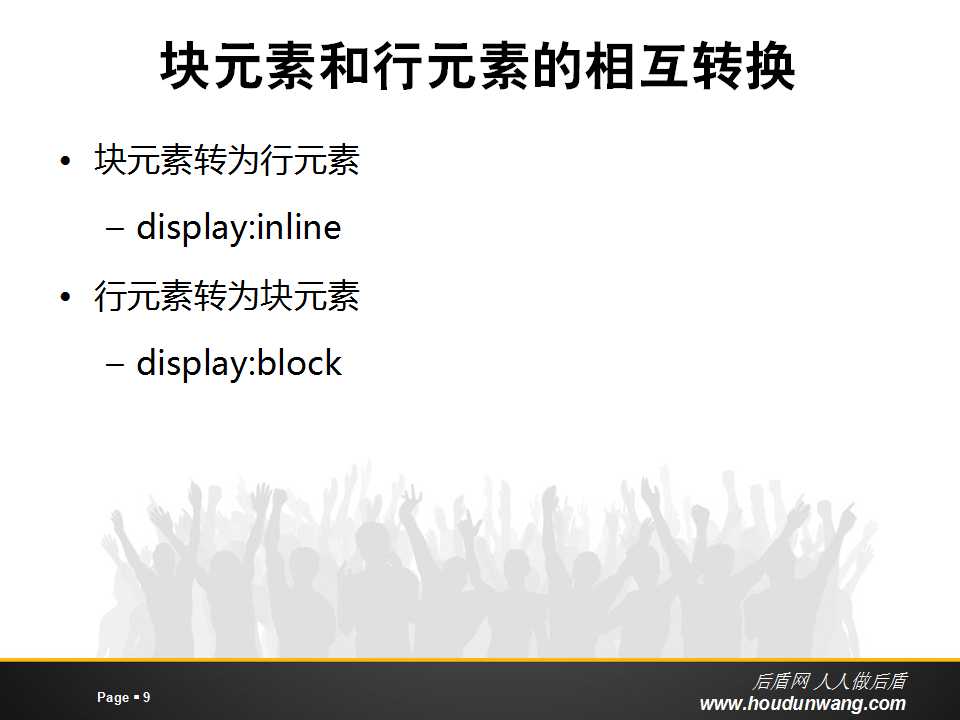 块元素和行元素的相互转换
• 块元素转为行元素
– display:inline
• 行元素转为块元素
– display:block
后盾网 人人做后盾
Page ▪ 9
www.houdunwang.com